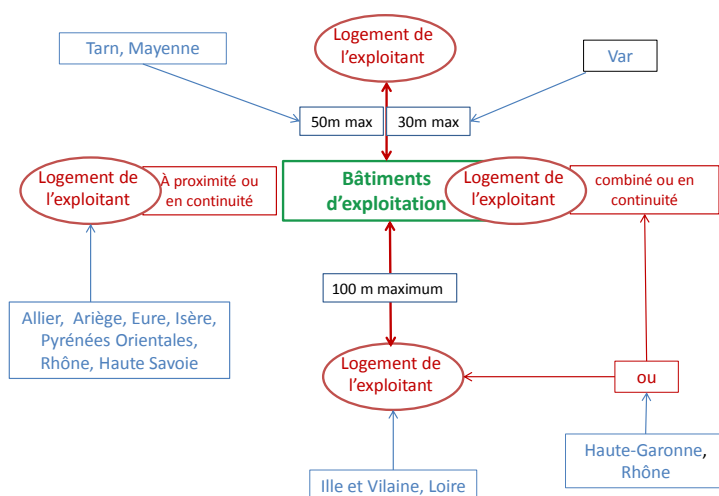 Logement de
l’exploitant
Tarn, Mayenne
Var
50m max
30m max
Logement de
l’exploitant
À proximité ou
en continuité
Bâtiments
d’exploitation
Logement de
l’exploitant
combiné ou en
continuité
100 m maximum
Allier,  Ariège, Eure, Isère,
Pyrénées Orientales,
Rhône, Haute Savoie
Logement de
l’exploitant
ou
Haute-Garonne,
Rhône
Ille et Vilaine, Loire